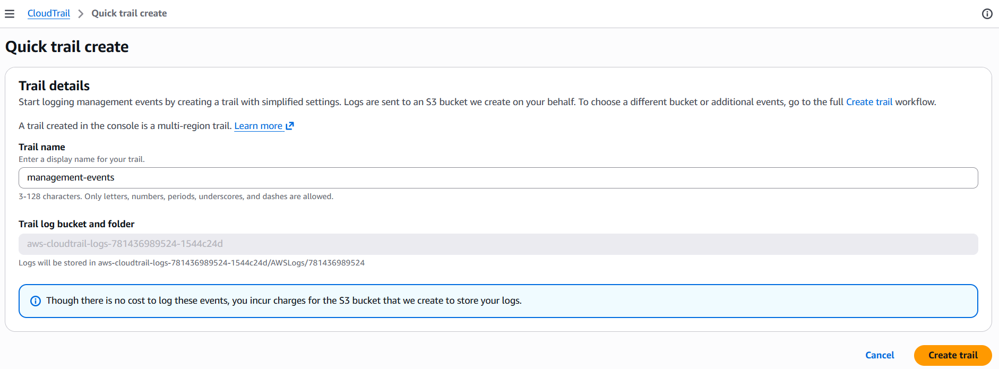 CloudTrail > Quick trail create
Quick trail create
Trail details
Start logging management events by creating a trail with simplified settings. Logs are sent to an S3 bucket we create on your behalf. To choose a different bucket or additional events, go to the full Create trail workflow.
A trail created in the console is a multi-region trail. Learn more
Trail name
Enter a display name for your trail.
management-events
3-128 characters. Only letters, numbers, periods, underscores, and dashes are allowed.
Trail log bucket and folder
aws-cloudtrail-logs-781436989524-1544c24d
Logs will be stored in aws-cloudtrail-logs-781436989524-1544c24d/AWSLogs/781436989524
Though there is no cost to log these events, you incur charges for the S3 bucket that we create to store your logs.
Cancel Create trail